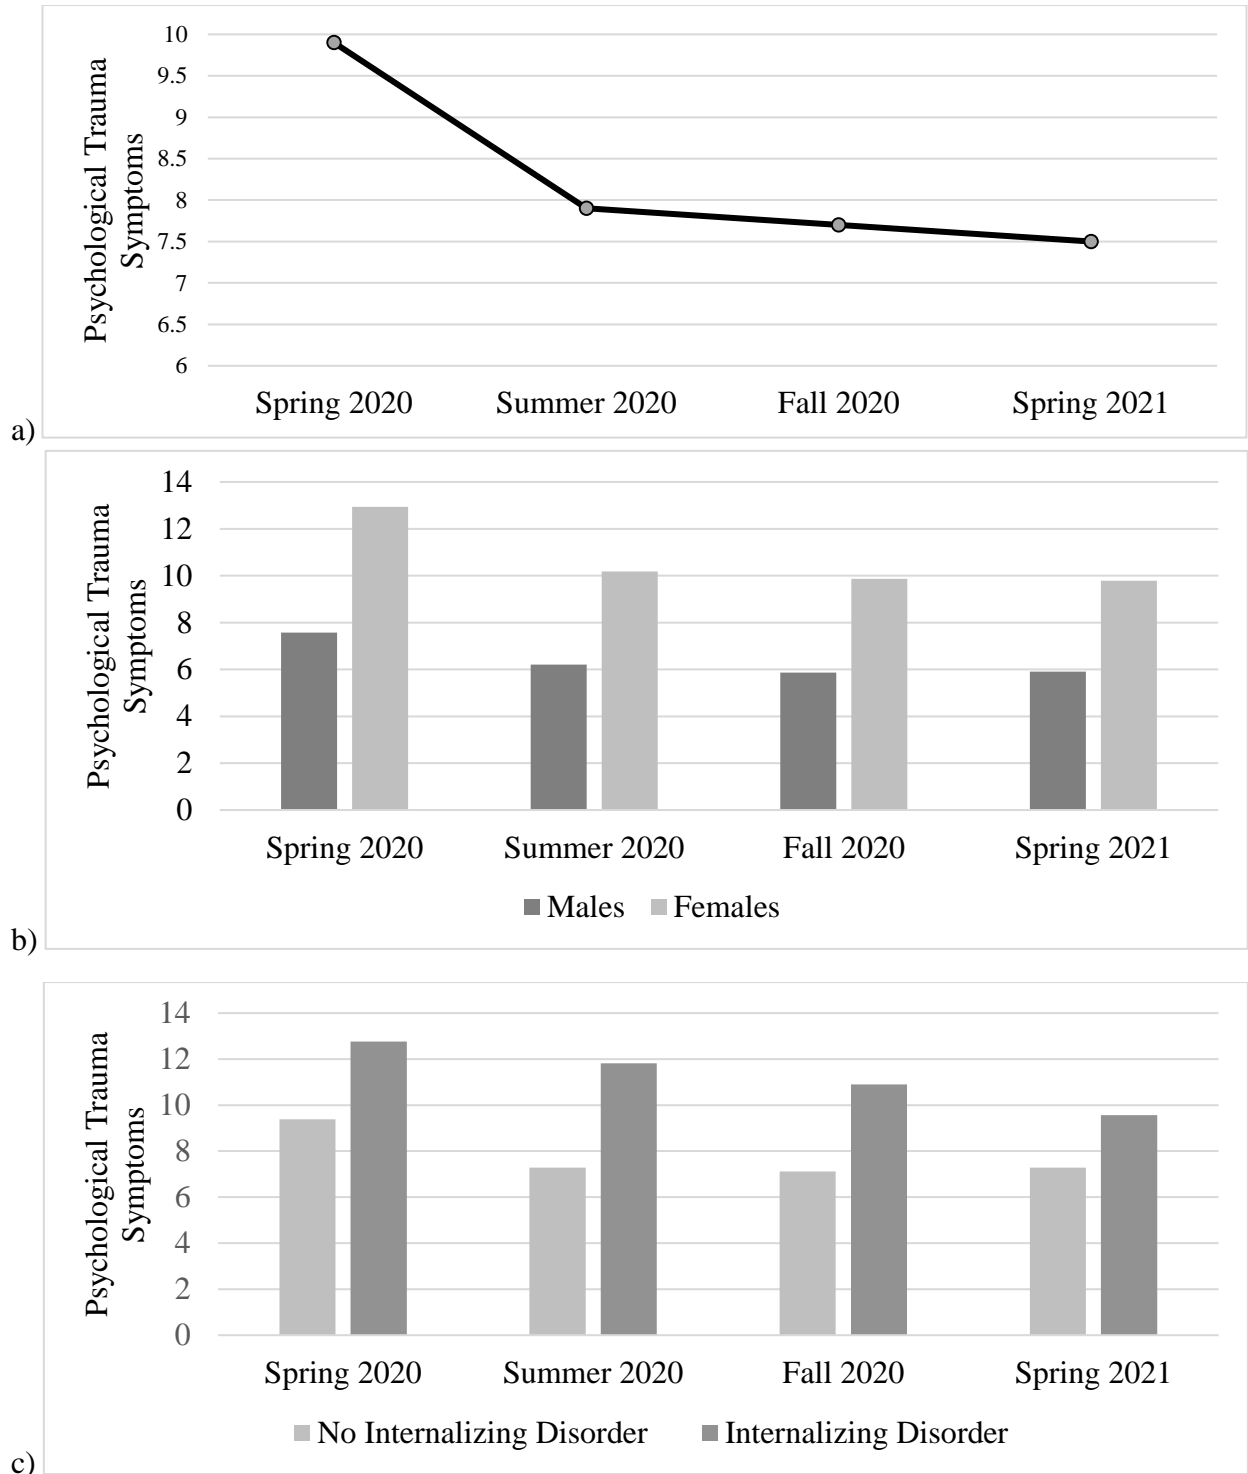 Psychological Trauma
Symptoms
10
9.5
9
8.5
8
7.5
7
6.5
6
Spring 2020 Summer 2020 Fall 2020 Spring 2021
a)
Psychological Trauma
Symptoms
14
12
10
8
6
4
2
0
Spring 2020 Summer 2020 Fall 2020 Spring 2021
Males Females
b)
Psychological Trauma
Symptoms
14
12
10
8
6
4
2
0
Spring 2020 Summer 2020 Fall 2020 Spring 2021
No Internalizing Disorder Internalizing Disorder
c)